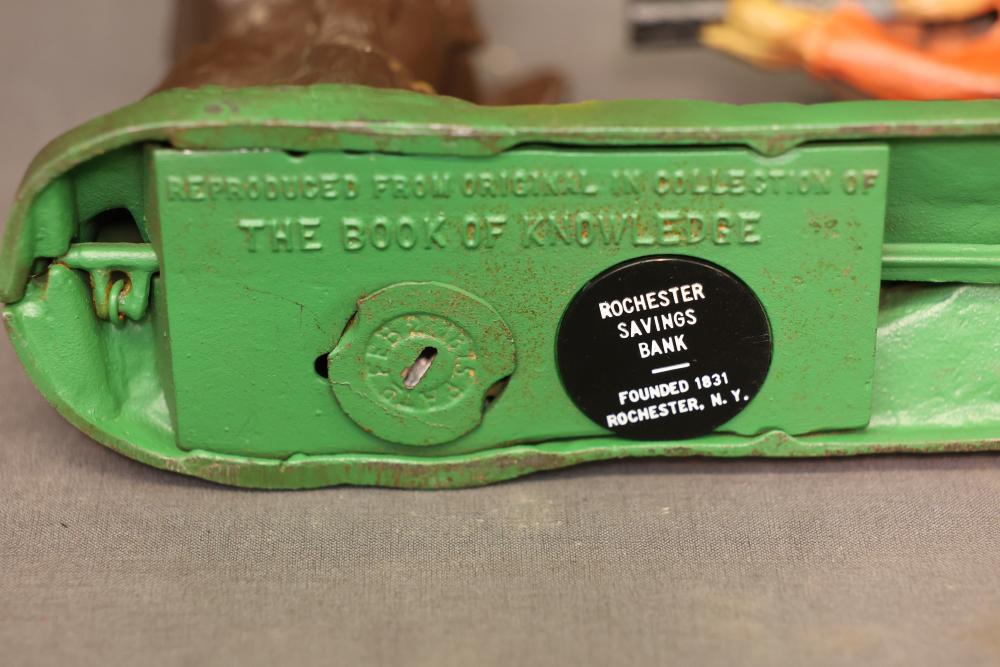 REPRODUCED FROM ORIGINAL IN COLLECTION OF
THE BOOK OF KNOWLEDGE
ROCHESTER
SAVINGS
BANK
FOUNDED 1831
ROCHESTER, N. Y.